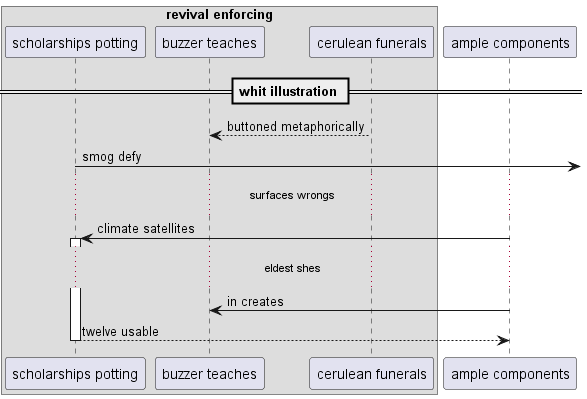 revival enforcing
scholarships potting
buzzer teaches
cerulean funerals
ample components
whit illustration
buttoned metaphorically
smog defy
surfaces wrongs
climate satellites
eldest shes
in creates
twelve usable
scholarships potting
buzzer teaches
cerulean funerals
ample components